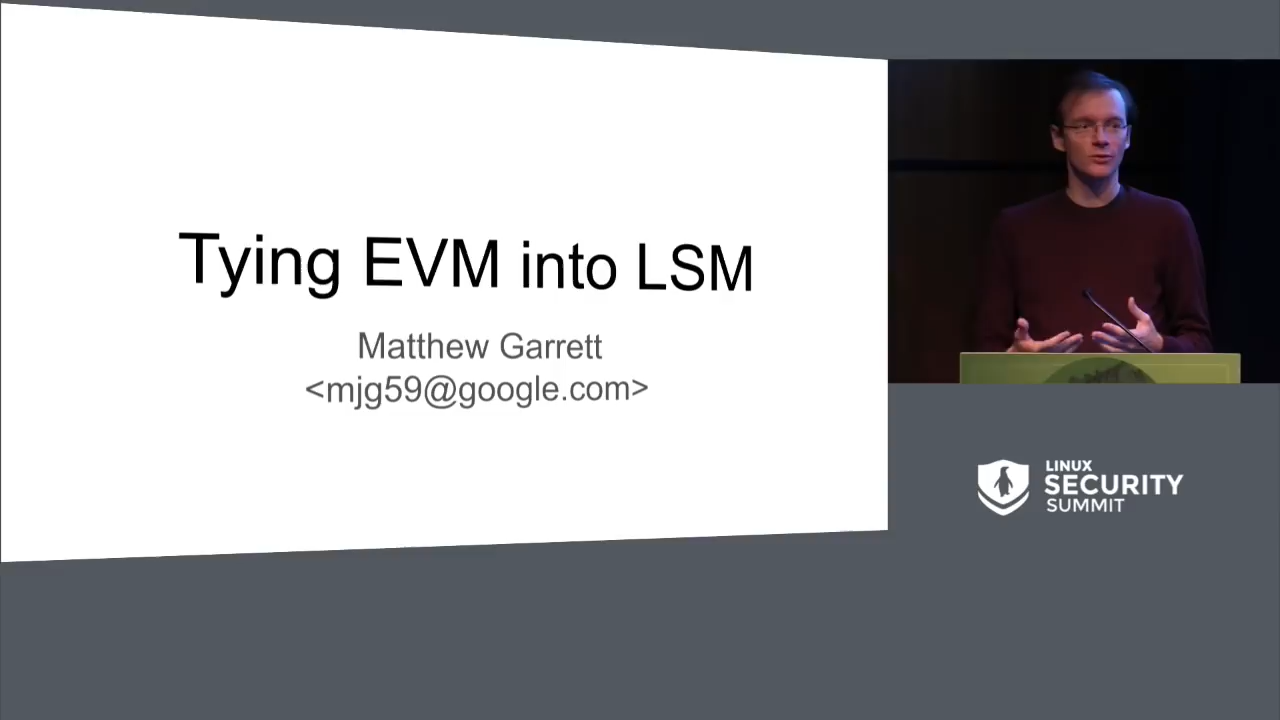 Tying EVM into LSM
Matthew Garrett
<mjg59@google.com>
LINUX
SECURITY
SUMMIT